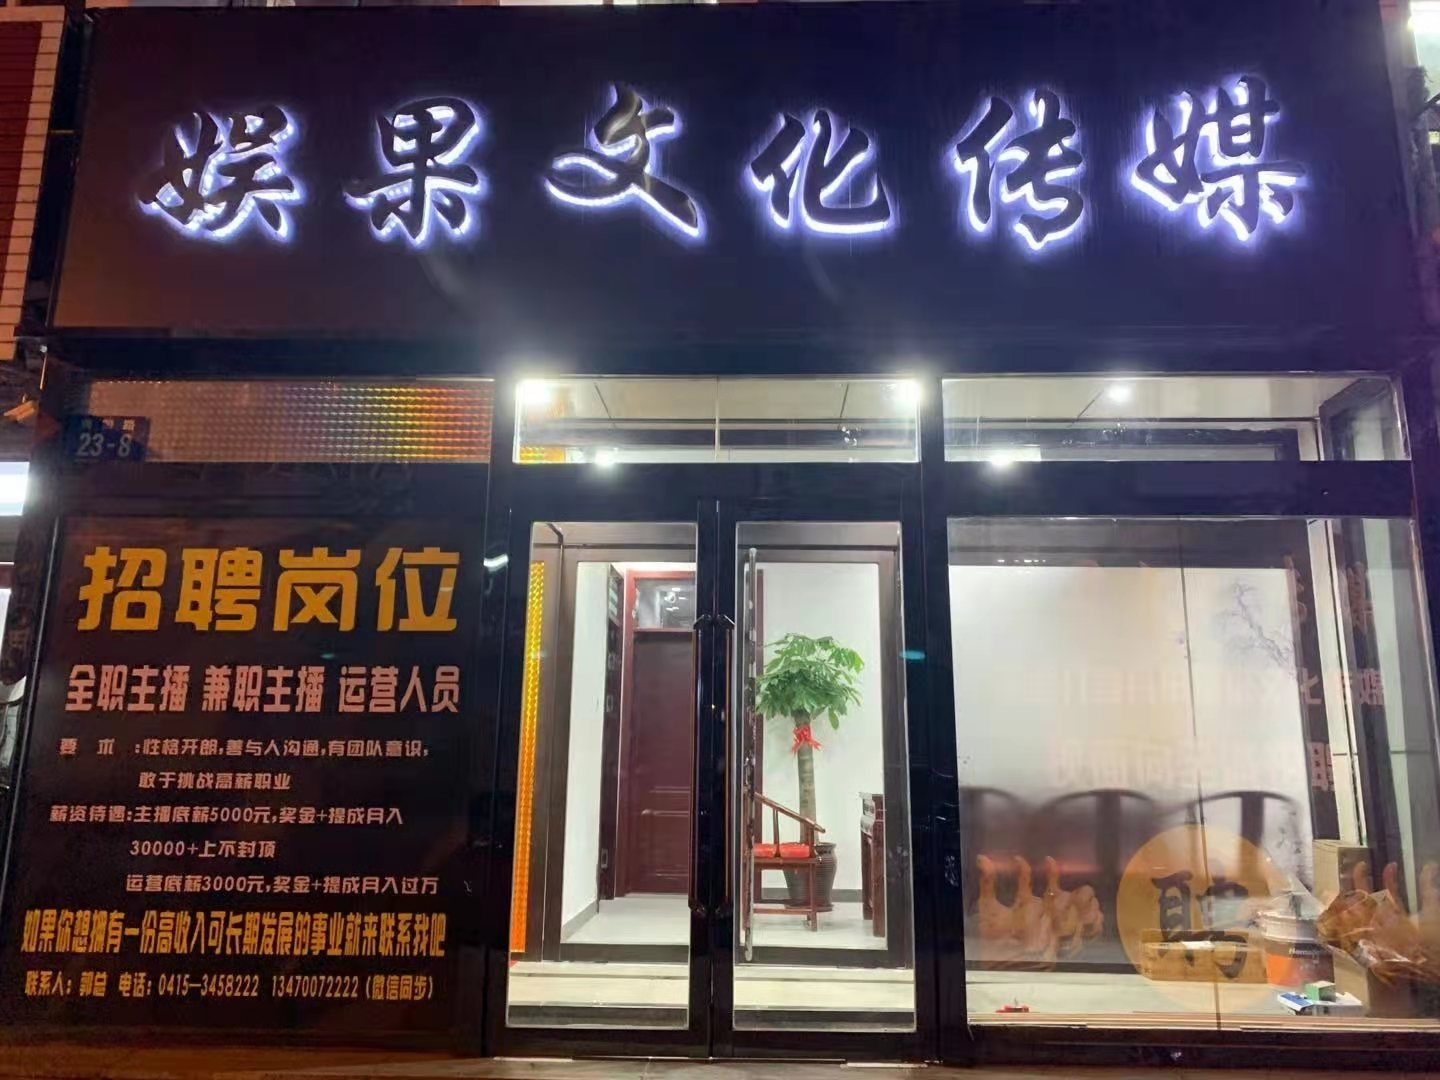 娱果文化传媒
23-8
招聘岗位
全职主播 兼职主播 运营人员
要 求 :性格开朗,善与人沟通,有团队意识,
敢于挑战高薪职业
薪资待遇:主播底薪5000元,奖金+提成月入
30000+上不封顶
运营底薪3000元,奖金+提成月入过万
如果你想拥有一份高收入可长期发展的事业就来联系我吧
联系人:郭总 电话:0415—3458222 13470072222(微信同步)
聘